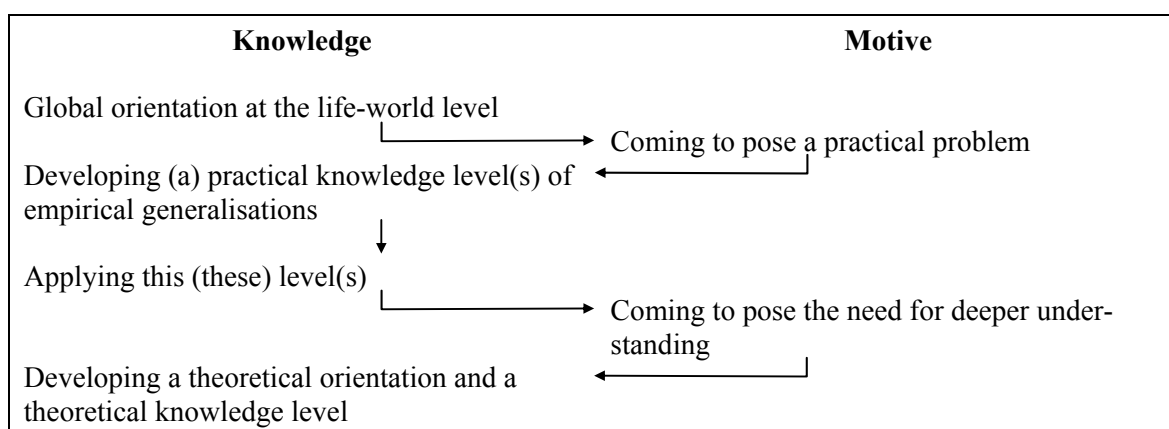 Knowledge
Motive
Global orientation at the life-world level
Coming to pose a practical problem
Developing (a) practical knowledge level(s) of
empirical generalisations
Applying this (these) level(s)
Coming to pose the need for deeper under-
standing
Developing a theoretical orientation and a
theoretical knowledge level